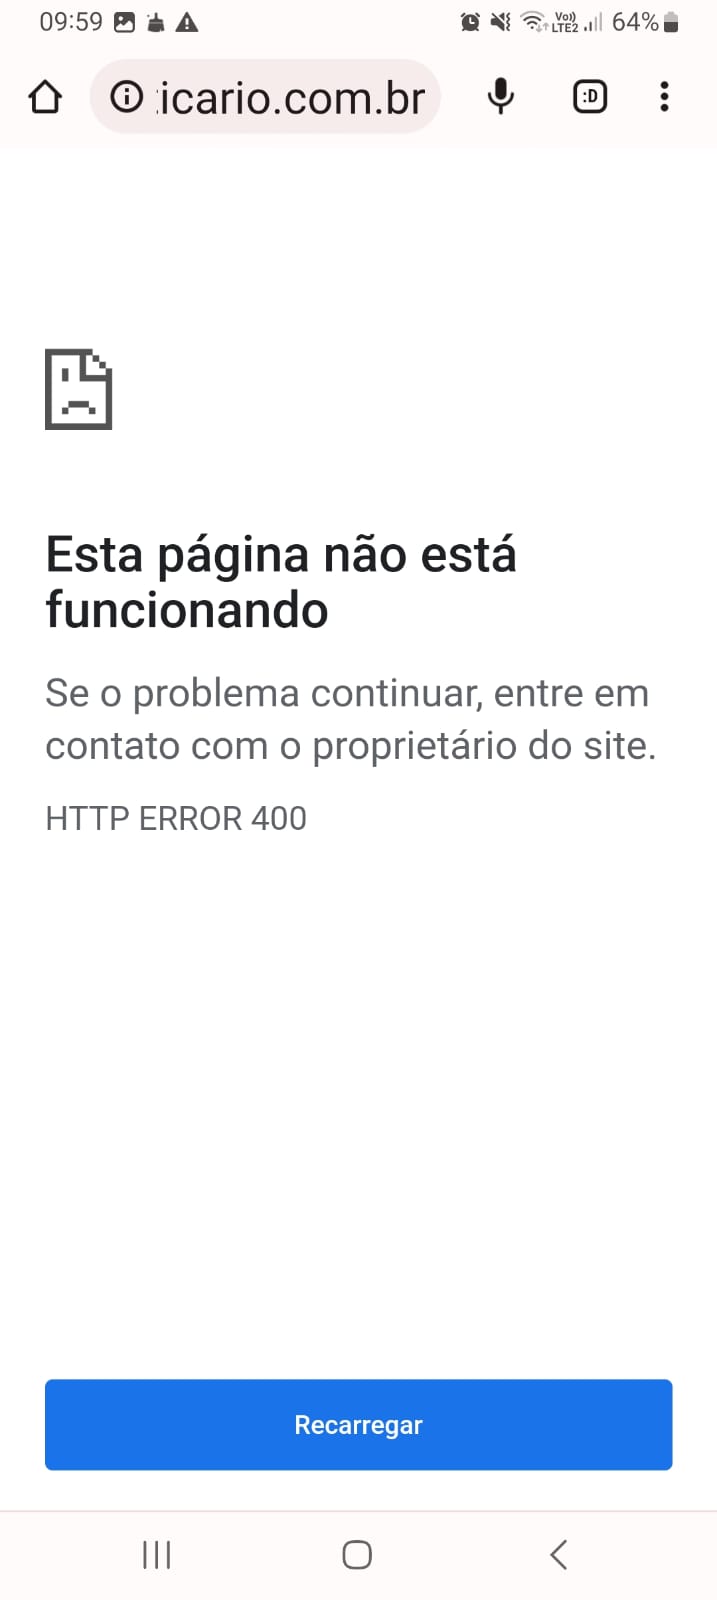 09:59
Vo))
LTE2
64%
icario.com.br
:D
Esta página não está
funcionando
Se o problema continuar, entre em
contato com o proprietário do site.
HTTP ERROR 400
Recarregar